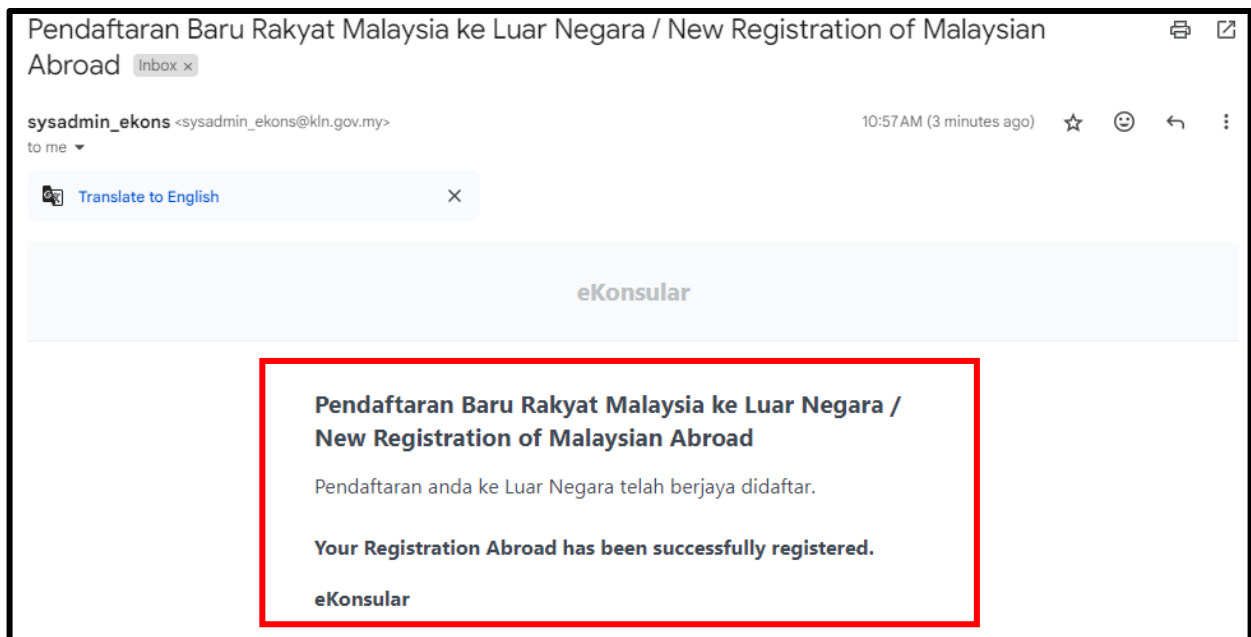 Pendaftaran Baru Rakyat Malaysia ke Luar Negara / New Registration of Malaysian
Abroad Inbox ×
sysadmin_ekons <sysadmin_ekons@kln.gov.my> 10:57 AM (3 minutes ago)
to me
Translate to English
eKonsular
Pendaftaran Baru Rakyat Malaysia ke Luar Negara /
New Registration of Malaysian Abroad
Pendaftaran anda ke Luar Negara telah berjaya didaftar.
Your Registration Abroad has been successfully registered.
eKonsular